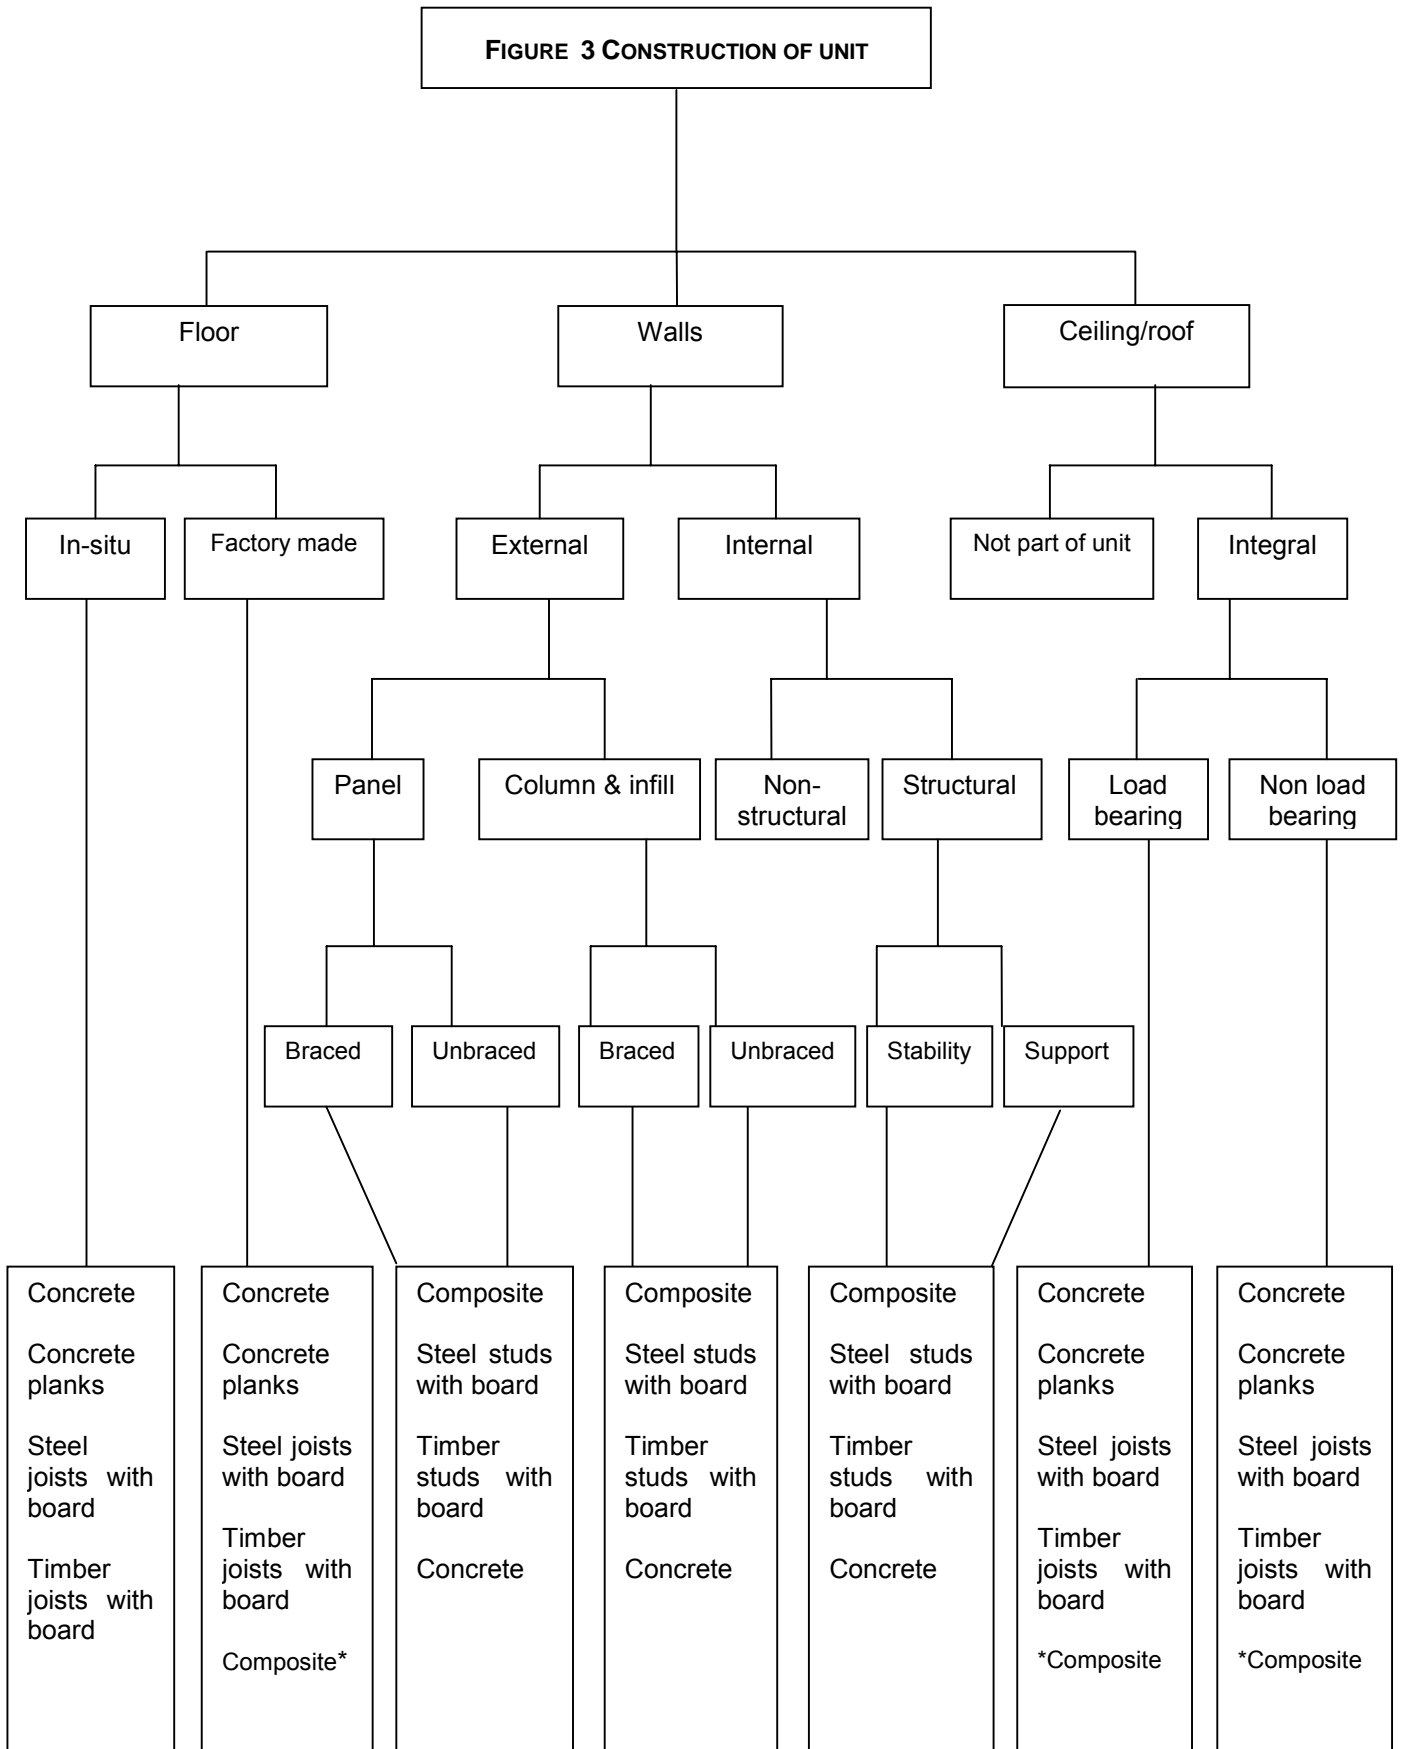 FIGURE 3 CONSTRUCTION OF UNIT
Floor
Walls
Ceiling/roof
In-situ
Factory made
External
Internal
Not part of unit
Integral
Panel
Column & infill
Non-
structural
Structural
Load
bearing
Non load
bearing
Braced
Unbraced
Braced
Unbraced
Stability
Support
Concrete
Concrete
planks
Steel
joists with
board
Timber
joists with
board
Concrete
Concrete
planks
Steel joists
with board
Timber
joists with
board
Composite*
Composite
Steel studs
with board
Timber
studs with
board
Concrete
Composite
Steel studs
with board
Timber
studs with
board
Concrete
Composite
Steel studs
with board
Timber
studs with
board
Concrete
Concrete
Concrete
planks
Steel joists
with board
Timber
joists with
board
*Composite
Concrete
Concrete
planks
Steel joists
with board
Timber
joists with
board
*Composite